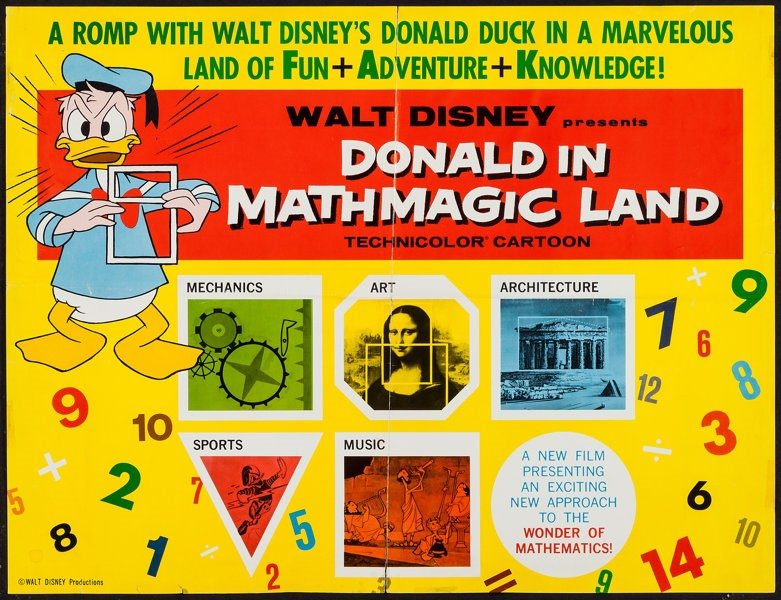 A ROMP WITH WALT DISNEY'S DONALD DUCK IN A MARVELOUS
LAND OF FUN+ADVENTURE+KNOWLEDGE!
WALT DISNEY presents
DONALD IN
MATHMAGIC LAND
TECHNICOLOR® CARTOON
MECHANICS
ART
ARCHITECTURE
SPORTS
MUSIC
A NEW FILM
PRESENTING
AN EXCITING
NEW APPROACH
TO THE
WONDER OF
MATHEMATICS!
+
9
7
6
12
8
9
10
3
÷
+
5
2
7
6
8
1
÷
5
10
14
2
3
11
9
©WALT DISNEY Productions